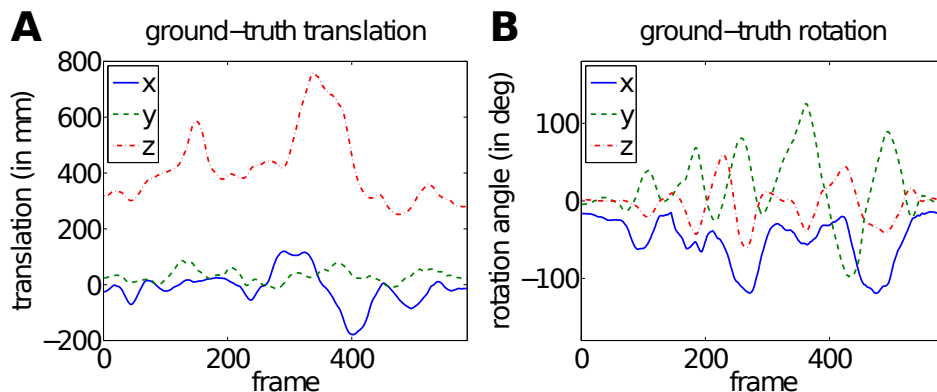 A
ground−truth translation
translation (in mm)
800
600
400
200
0
−200
x
y
z
0
200
400
frame
B
ground−truth rotation
rotation angle (in deg)
100
0
−100
x
y
z
0
200
400
frame